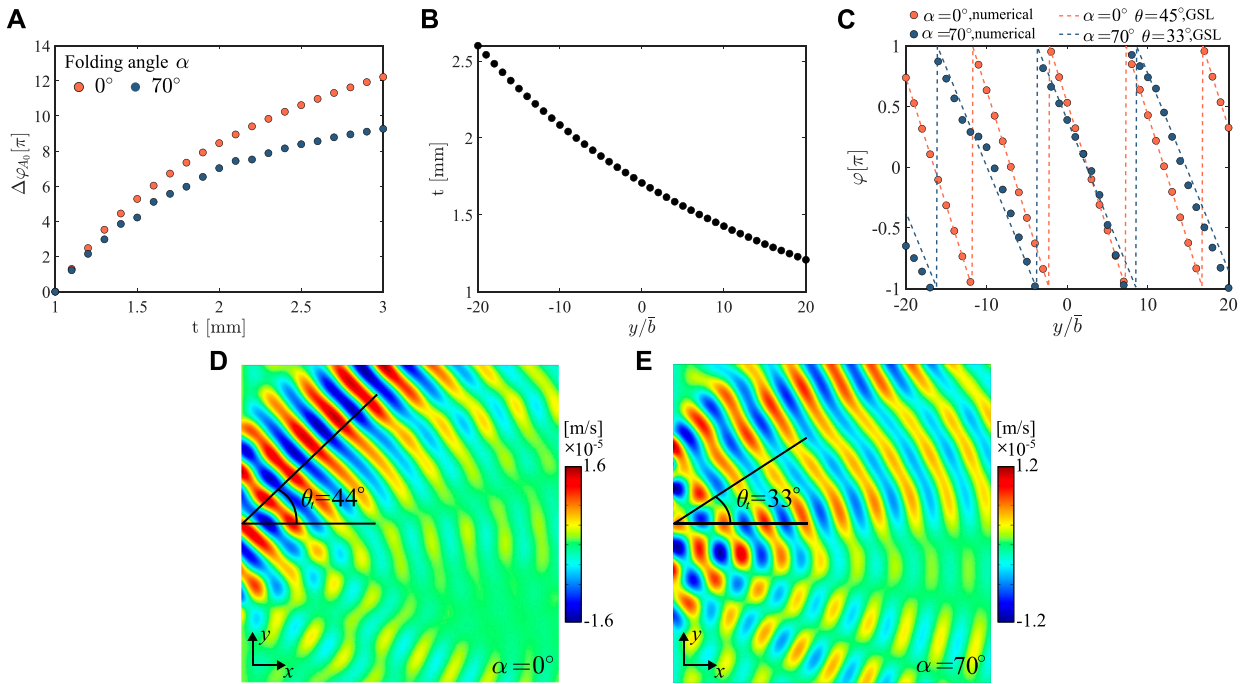 A
14
12
10
8
6
4
2
0
Δφ_{A_0}[π]
Folding angle α
0° 70°
1 1.5 2 2.5 3
t [mm]
B
2.5
2
1.5
1
t [mm]
-20 -10 0 10 20
y/b̄
C
α=0°,numerical
α=70°,numerical
α=0° θ=45°,GSL
α=70° θ=33°,GSL
1
0.5
0
-0.5
-1
φ[π]
-20 -10 0 10 20
y/b̄
D
θ_t=44°
y
x
α=0°
[m/s]
×10^{-5}
1.6
-1.6
E
θ_t=33°
y
x
α=70°
[m/s]
×10^{-5}
1.2
-1.2